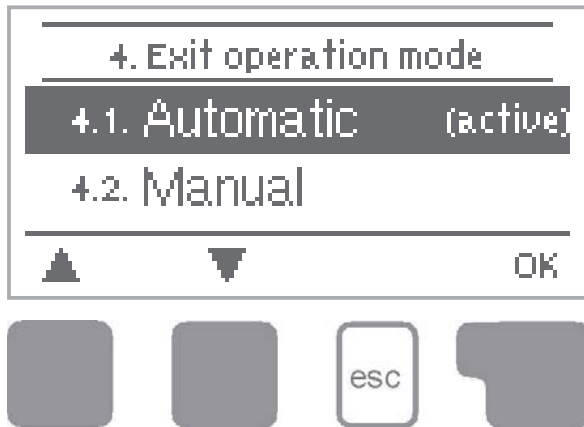 4. Exit operation mode
4.1. Automatic (active)
4.2. Manual
OK
esc